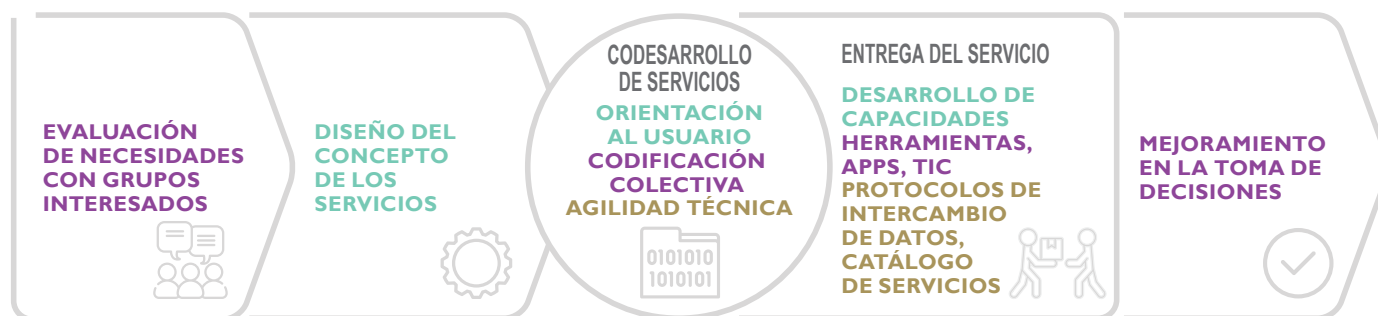 EVALUACIÓN
DE NECESIDADES
CON GRUPOS
INTERESADOS
DISEÑO DEL
CONCEPTO
DE LOS
SERVICIOS
CODESARROLLO
DE SERVICIOS
ORIENTACIÓN
AL USUARIO
CODIFICACIÓN
COLECTIVA
AGILIDAD TÉCNICA
0101010
1010101
ENTREGA DEL SERVICIO
DESARROLLO DE
CAPACIDADES
HERRAMIENTAS,
APPS, TIC
PROTOCOLOS DE
INTERCAMBIO
DE DATOS,
CATÁLOGO
DE SERVICIOS
MEJORAMIENTO
EN LA TOMA DE
DECISIONES